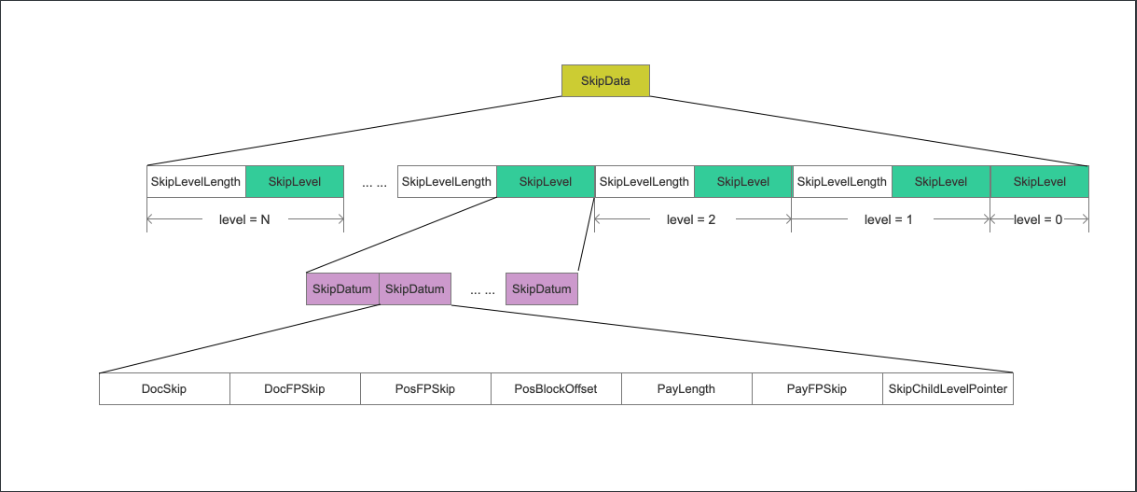 SkipData
SkipLevelLength SkipLevel ... ... SkipLevelLength SkipLevel SkipLevelLength SkipLevel SkipLevelLength SkipLevel SkipLevel
level = N level = 2 level = 1 level = 0
SkipDatum SkipDatum ... ... SkipDatum
DocSkip DocFPSkip PosFPSkip PosBlockOffset PayLength PayFPSkip SkipChildLevelPointer